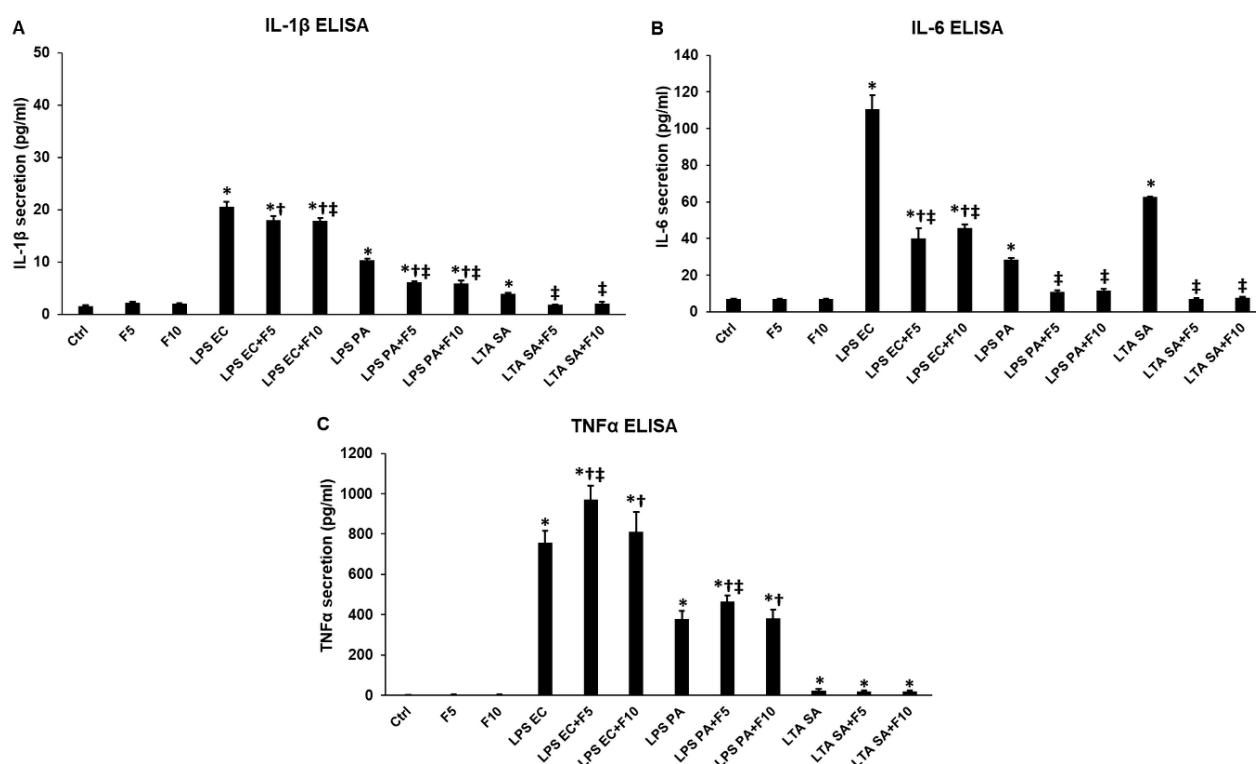 A
IL-1β ELISA
IL-1β secretion (pg/ml)
50
40
30
20
10
0
*
*†
*†‡
*
*†‡
*†‡
*
‡
‡
Ctrl
F5
F10
LPS EC
LPS EC+F5
LPS EC+F10
LPS PA
LPS PA+F5
LPS PA+F10
LTA SA
LTA SA+F5
LTA SA+F10
B
IL-6 ELISA
IL-6 secretion (pg/ml)
140
120
100
80
60
40
20
0
*
*†‡
*†‡
*
‡
‡
*
‡
‡
Ctrl
F5
F10
LPS EC
LPS EC+F5
LPS EC+F10
LPS PA
LPS PA+F5
LPS PA+F10
LTA SA
LTA SA+F5
LTA SA+F10
C
TNFα ELISA
TNFα secretion (pg/ml)
1200
1000
800
600
400
200
0
*
*†‡
*†
*
*†‡
*†
*
*
*
Ctrl
F5
F10
LPS EC
LPS EC+F5
LPS EC+F10
LPS PA
LPS PA+F5
LPS PA+F10
LTA SA
LTA SA+F5
LTA SA+F10